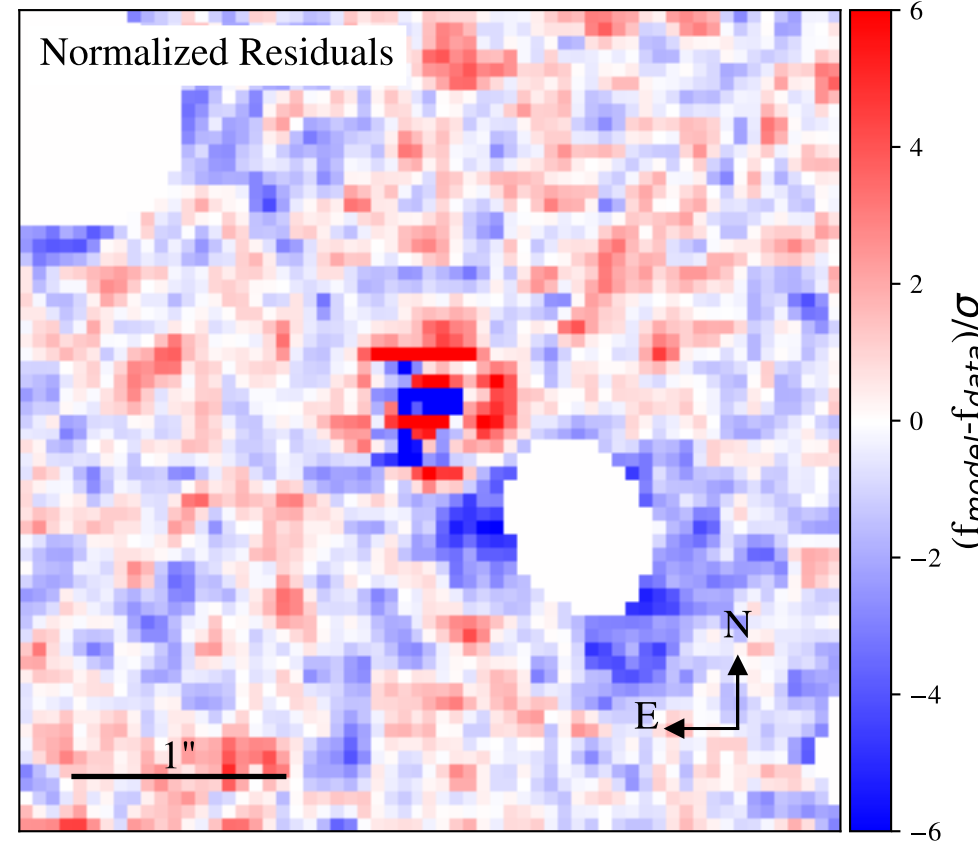 Normalized Residuals
6
4
2
0
−2
−4
−6
(f_model-f_data)/σ
N
E
1"